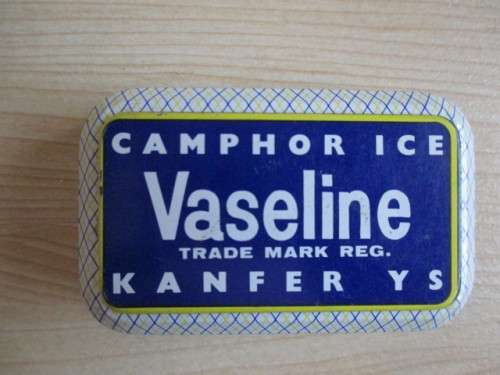 CAMPHOR ICE
Vaseline
TRADE MARK REG.
KANFER YS